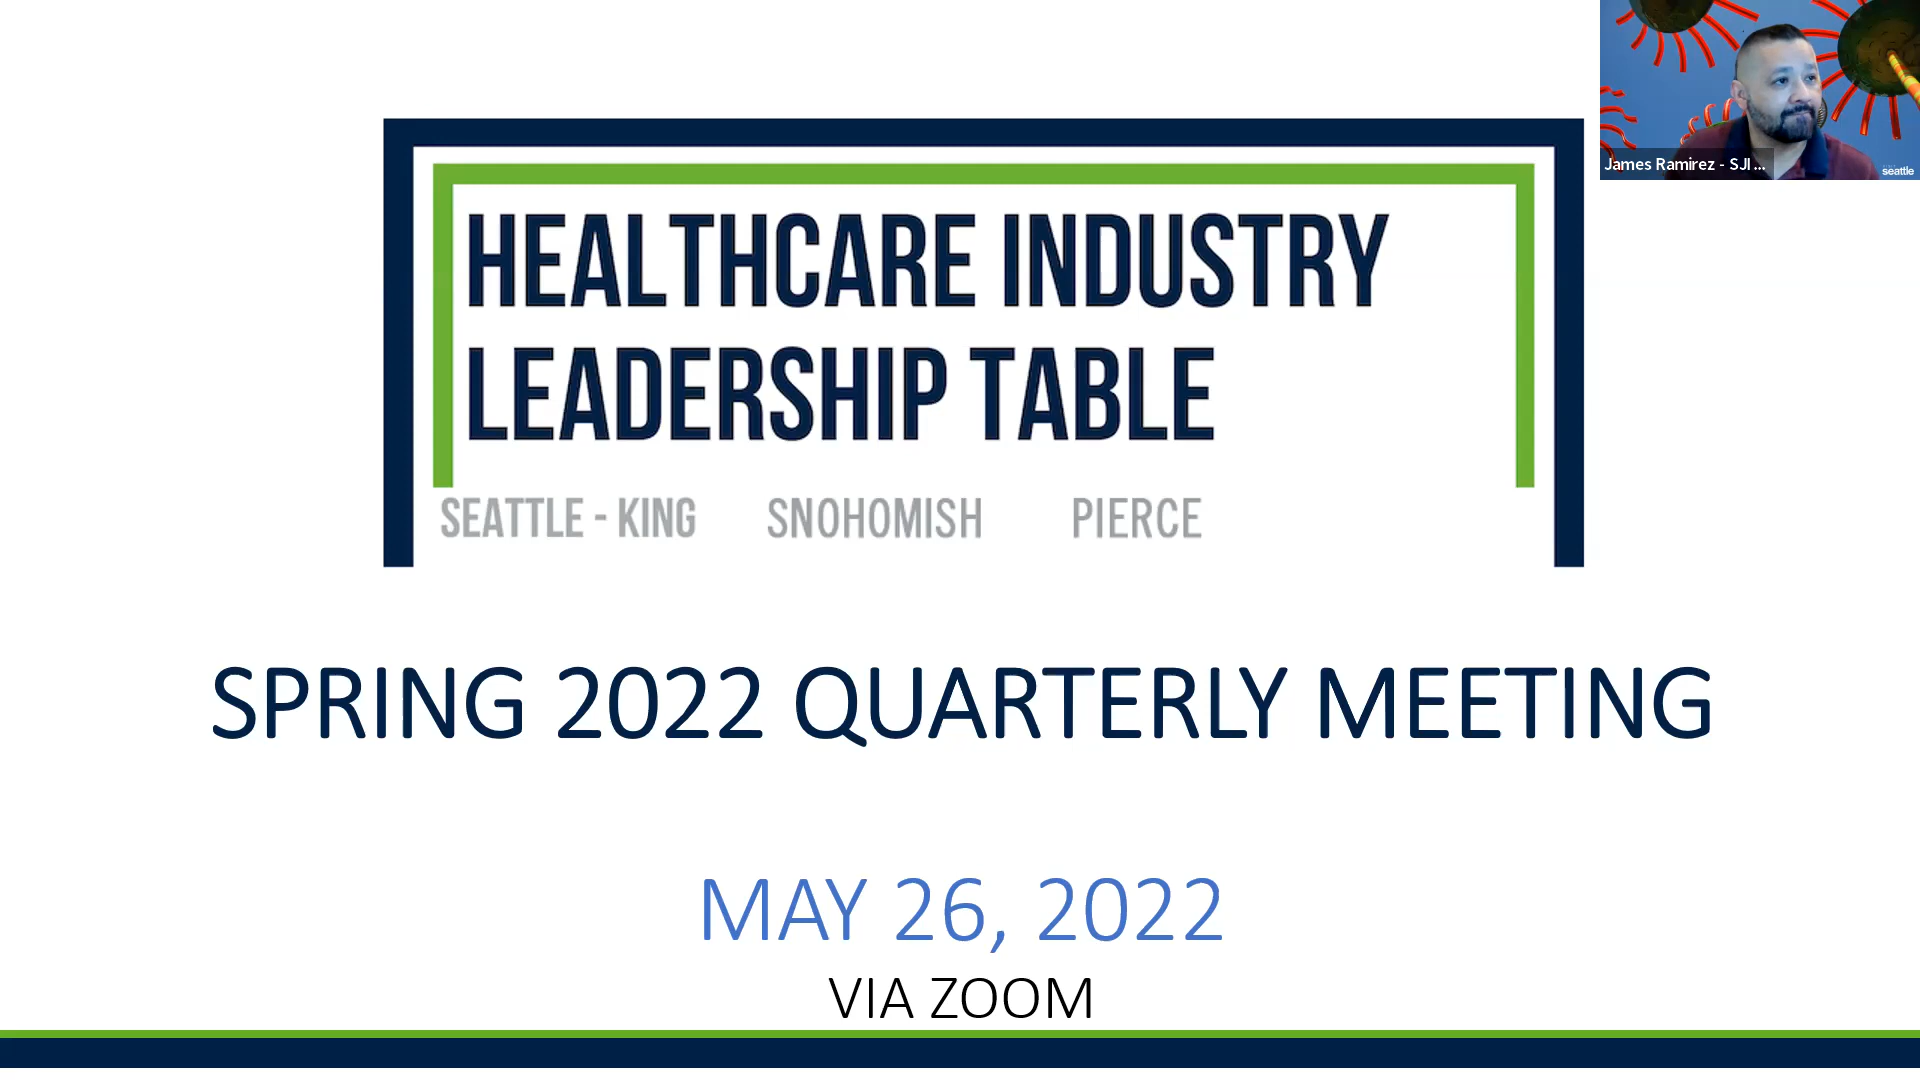 HEALTHCARE INDUSTRY
LEADERSHIP TABLE
SEATTLE - KING SNOHOMISH PIERCE
SPRING 2022 QUARTERLY MEETING
MAY 26, 2022
VIA ZOOM
James Ramirez - SJI ...
seattle